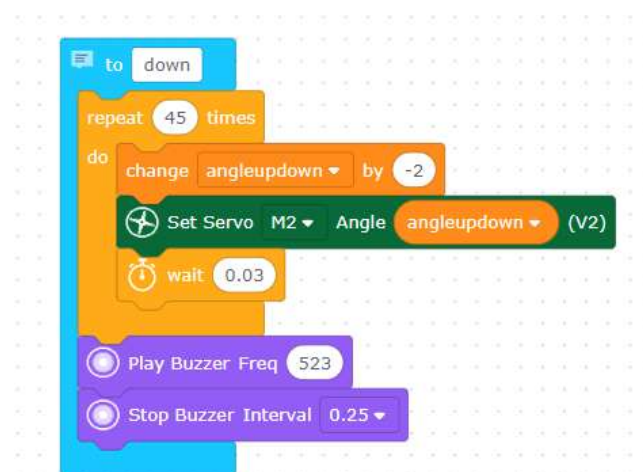 to down
repeat 45 times
do
change angleupdown by -2
Set Servo M2 Angle angleupdown (V2)
wait 0.03
Play Buzzer Freq 523
Stop Buzzer Interval 0.25